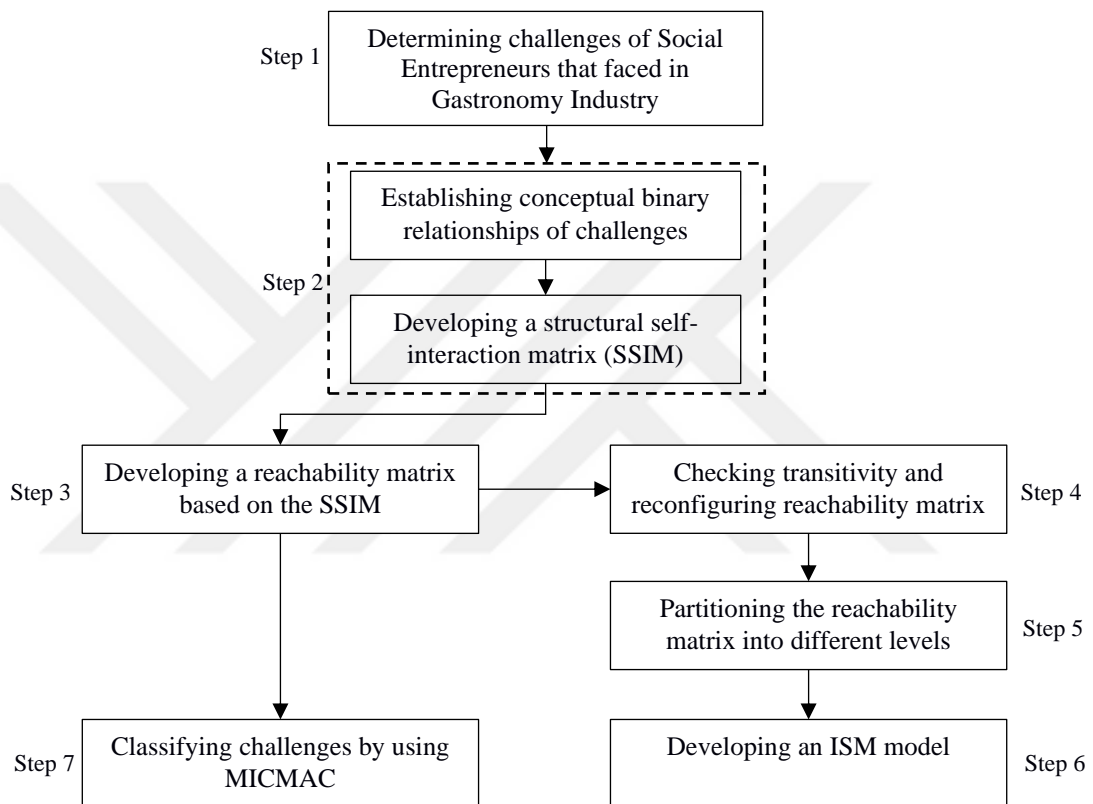 Step 1
Determining challenges of Social
Entrepreneurs that faced in
Gastronomy Industry
Step 2
Establishing conceptual binary
relationships of challenges
Developing a structural self-
interaction matrix (SSIM)
Step 3
Developing a reachability matrix
based on the SSIM
Checking transitivity and
reconfiguring reachability matrix
Step 4
Partitioning the reachability
matrix into different levels
Step 5
Step 7
Classifying challenges by using
MICMAC
Developing an ISM model
Step 6